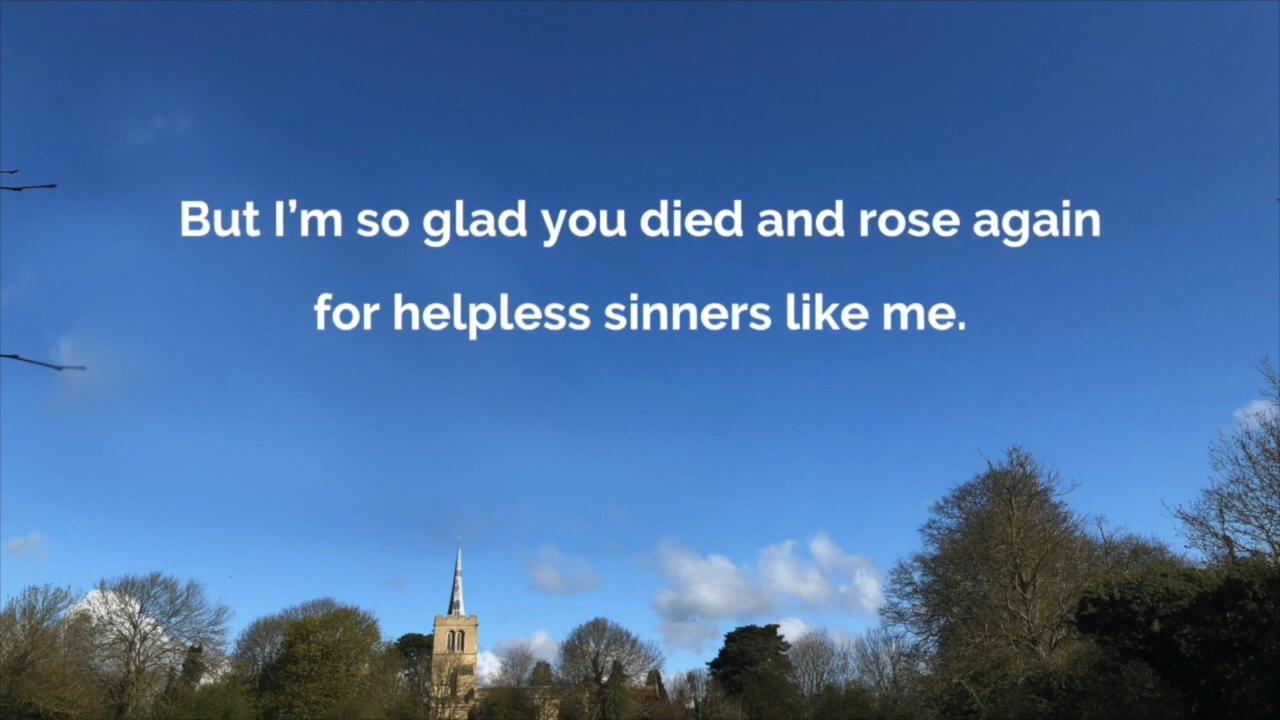 But I’m so glad you died and rose again
for helpless sinners like me.